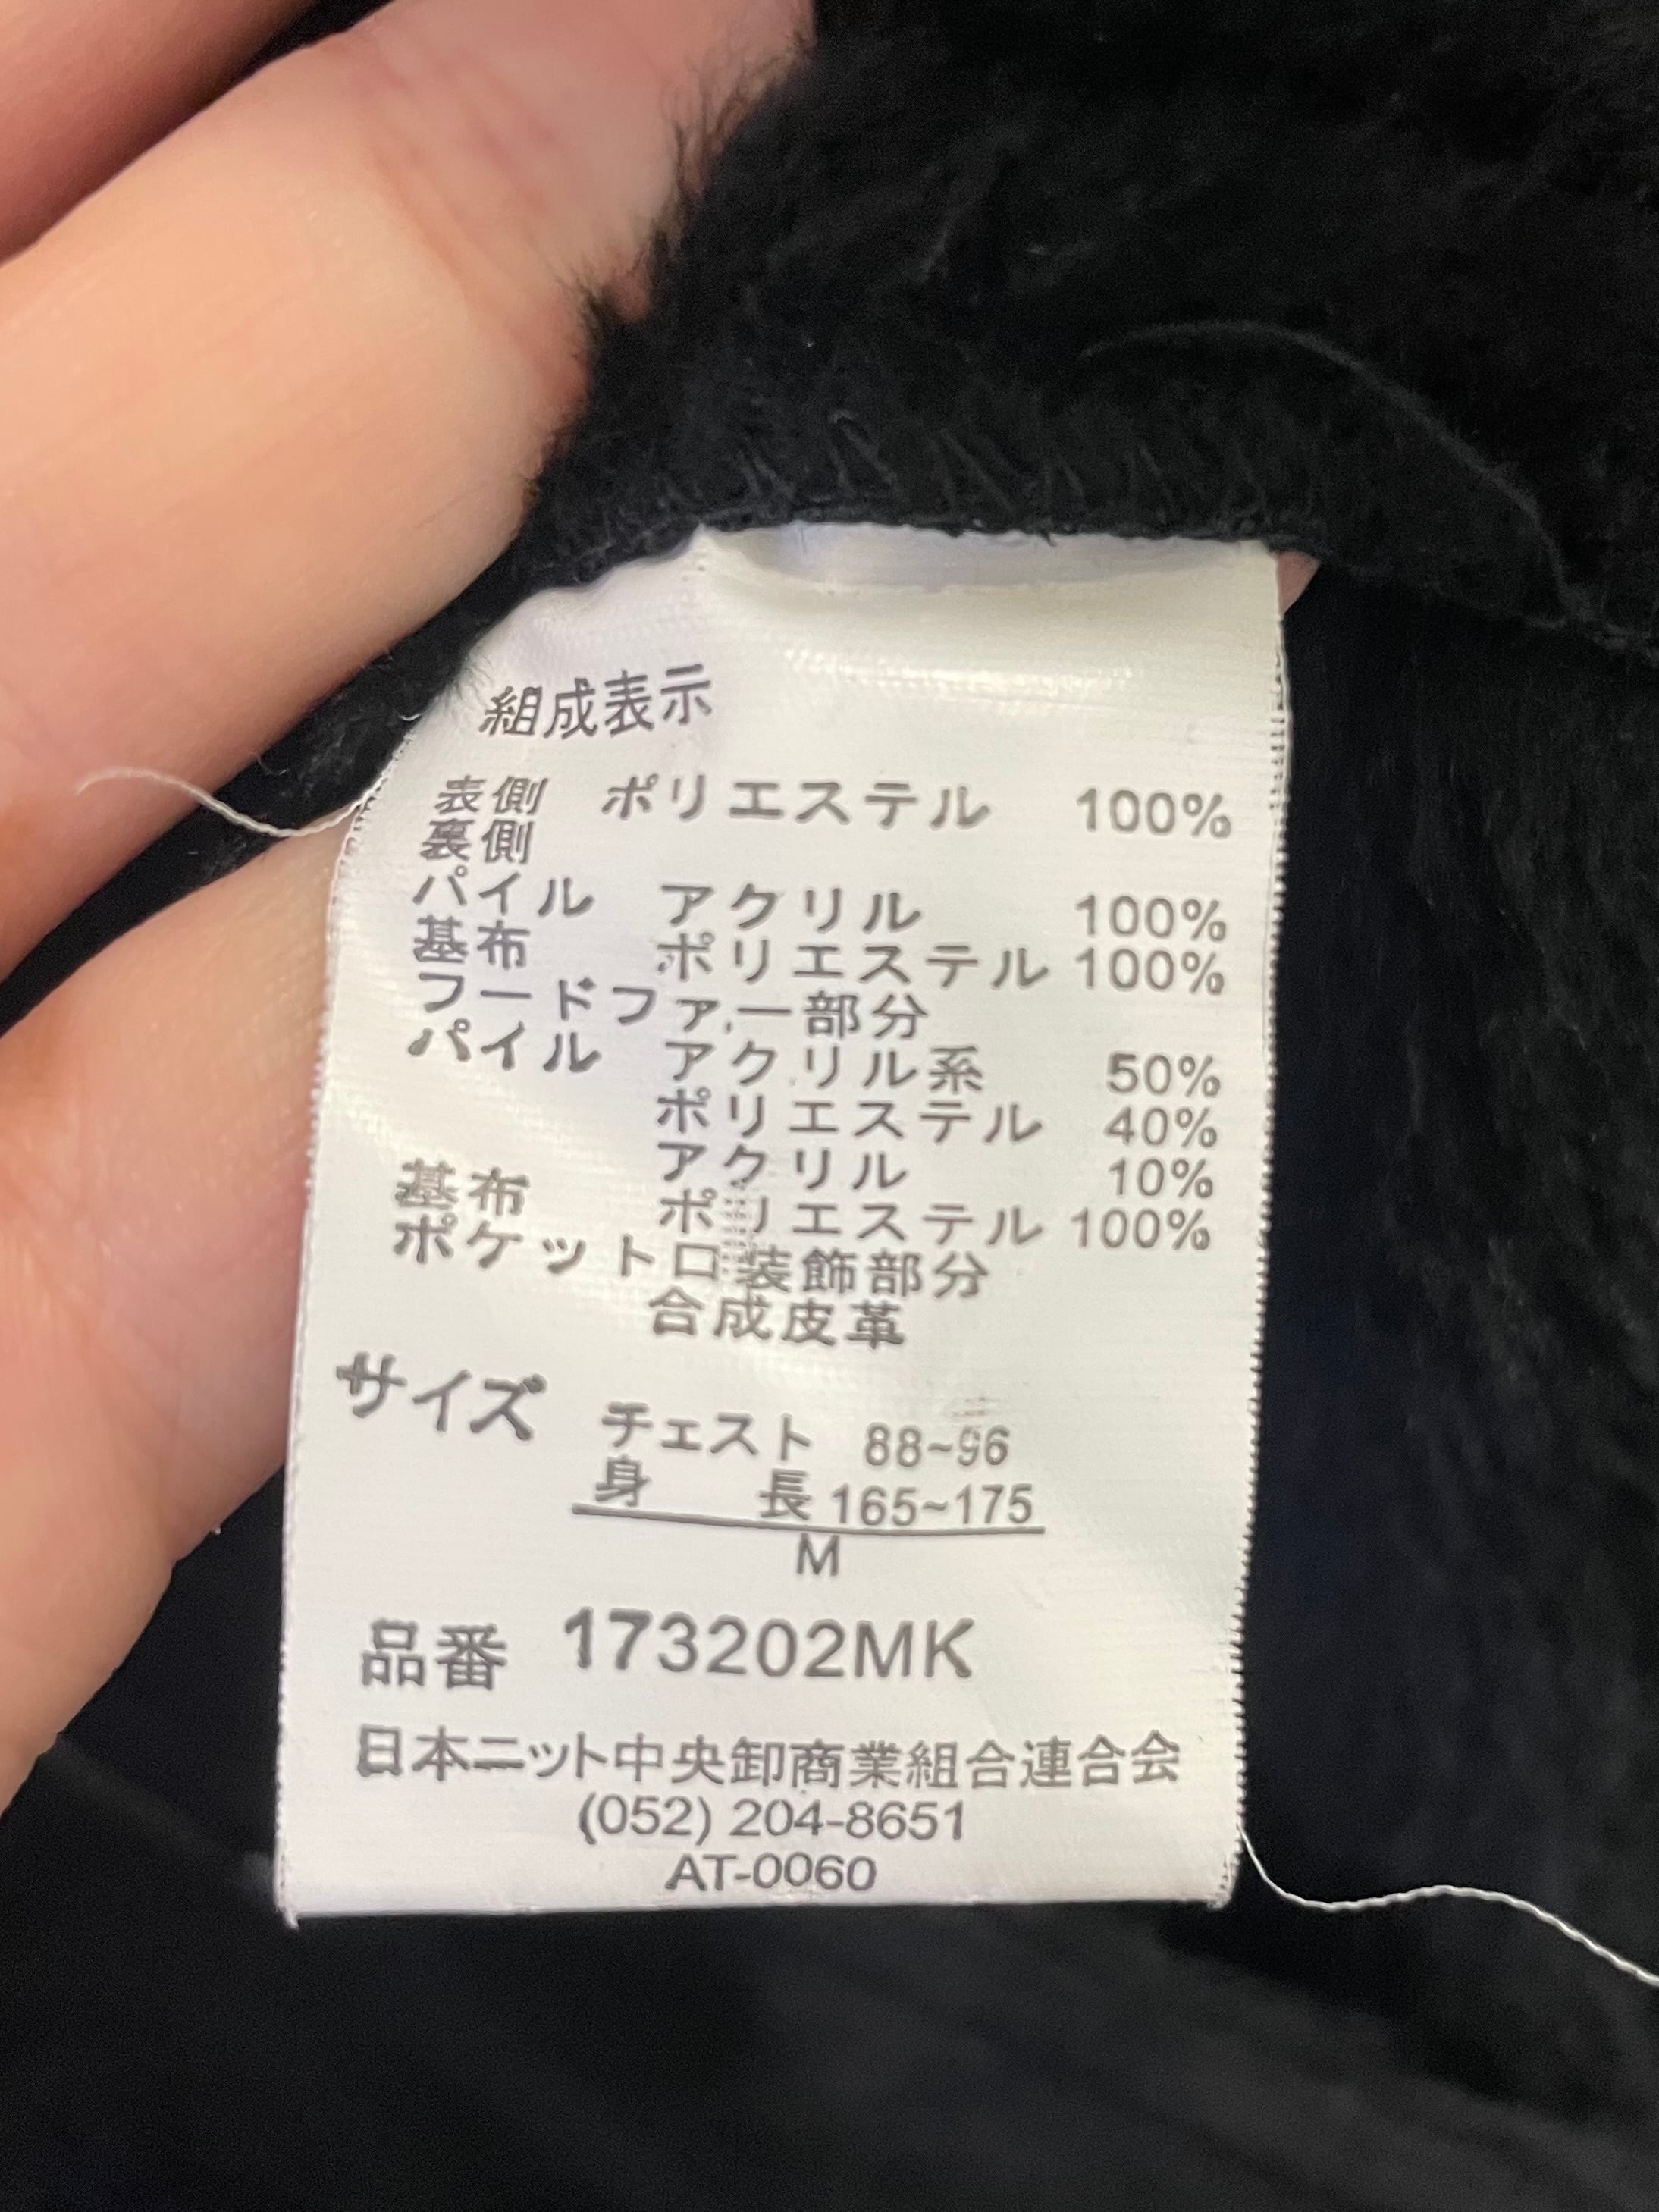 組成表示
表側 ポリエステル 100%
裏側
パイル アクリル 100%
基布 ポリエステル 100%
フードファー部分
パイル アクリル系 50%
ポリエステル 40%
アクリル 10%
基布 ポリエステル 100%
ポケット口装飾部分
合成皮革
サイズ チェスト 88~96
身 長 165~175
M
品番 173202MK
日本ニット中央卸商業組合連合会
(052) 204-8651
AT-0060